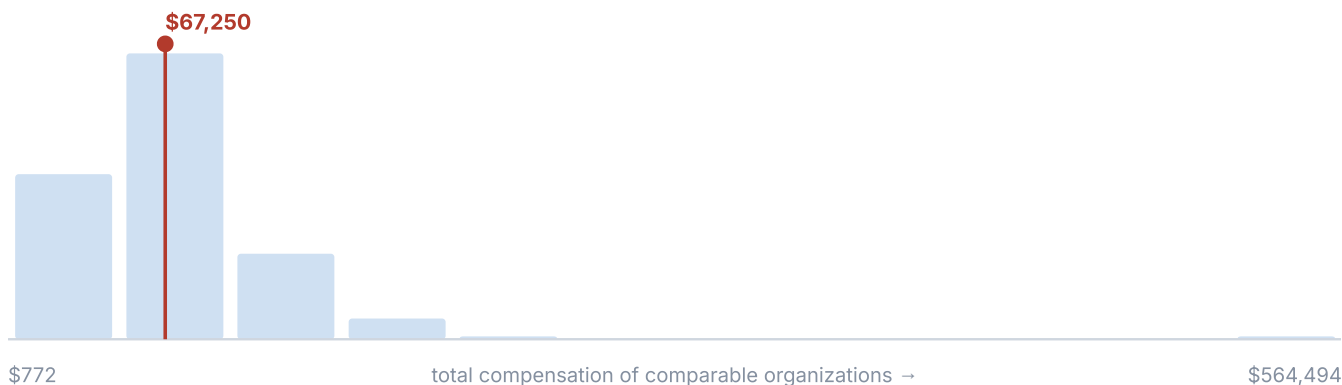 $67,250
$772 total compensation of comparable organizations → $564,494